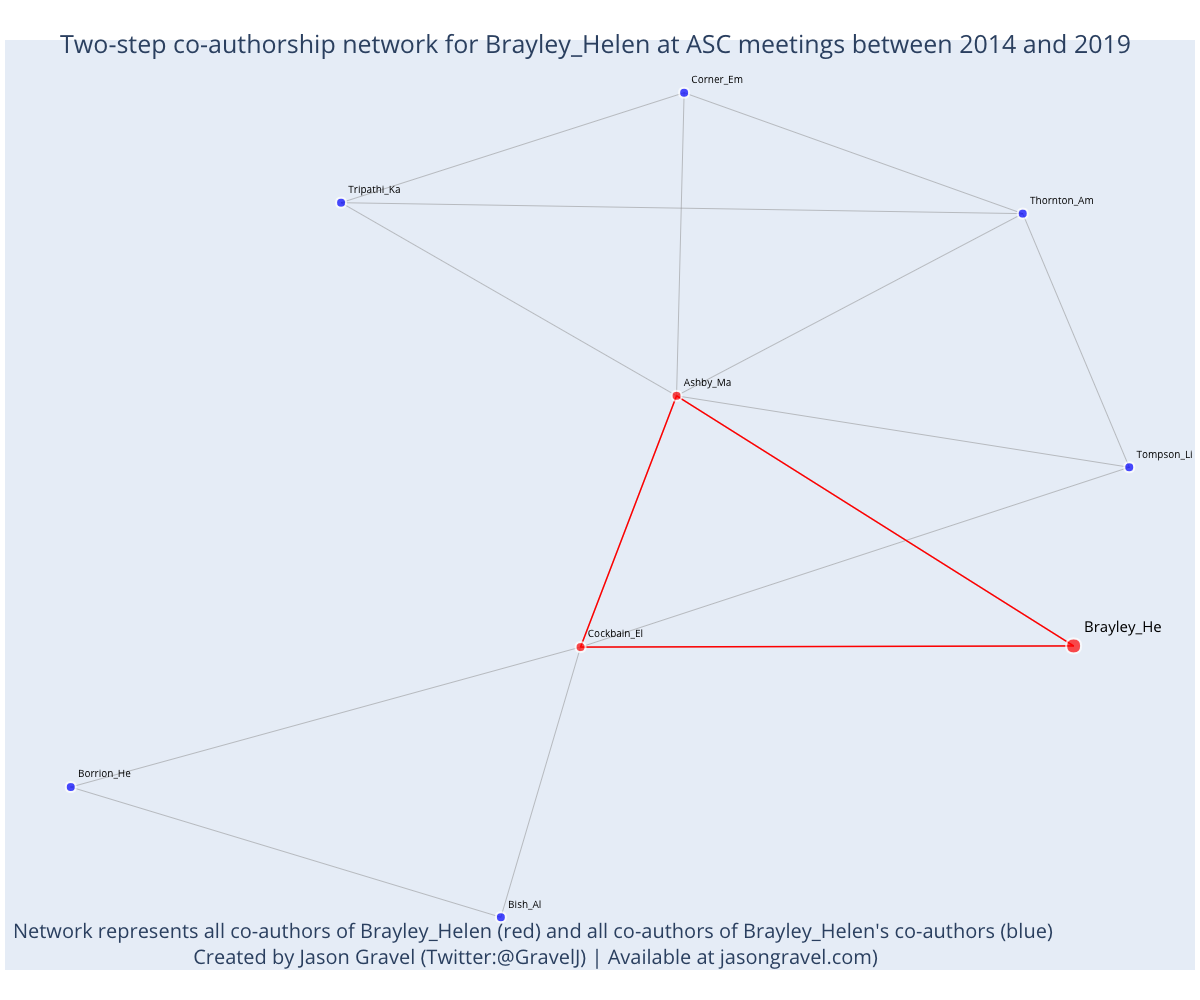 Two-step co-authorship network for Brayley_Helen at ASC meetings between 2014 and 2019
Corner_Em
Tripathi_Ka
Thornton_Am
Ashby_Ma
Tompson_Li
Brayley_He
Cockbain_El
Borrion_He
Bish_Al
Network represents all co-authors of Brayley_Helen (red) and all co-authors of Brayley_Helen's co-authors (blue)
Created by Jason Gravel (Twitter:@GravelJ) | Available at jasongravel.com)